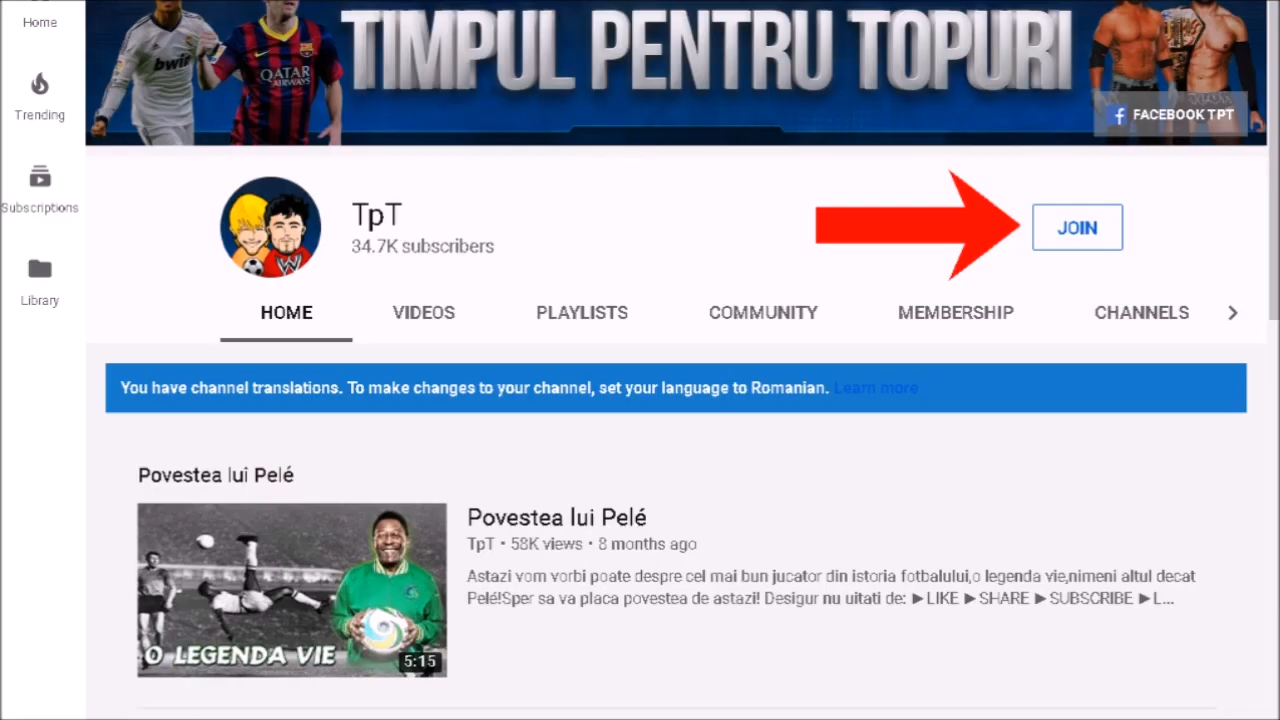 Home
TIMPUL PENTRU TOPURI
bwin
QATAR
AIRWAYS
FACEBOOK TPT
Trending
Subscriptions
Library
TpT
34.7K subscribers
JOIN
HOME VIDEOS PLAYLISTS COMMUNITY MEMBERSHIP CHANNELS
You have channel translations. To make changes to your channel, set your language to Romanian. Learn more
Povestea lui Pelé
Povestea lui Pelé
TpT • 58K views • 8 months ago
Astazi vom vorbi poate despre cel mai bun jucator din istoria fotbalului,o legenda vie,nimeni altul decat
Pelé!Sper sa va placa povestea de astazi! Desigur nu uitati de: ►LIKE ►SHARE ►SUBSCRIBE ►L...
O LEGENDA VIE
5:15